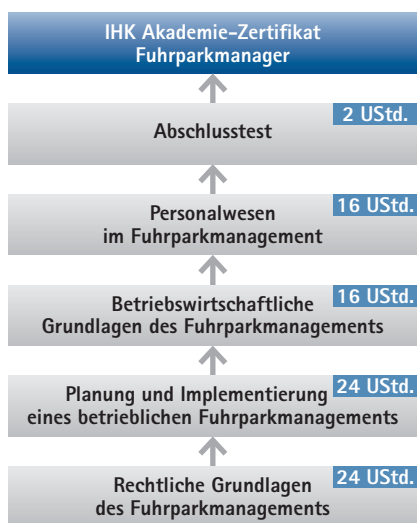 IHK Akademie-Zertifikat
Fuhrparkmanager
2 UStd.
Abschlusstest
16 UStd.
Personalwesen
im Fuhrparkmanagement
16 UStd.
Betriebswirtschaftliche
Grundlagen des Fuhrparkmanagements
24 UStd.
Planung und Implementierung
eines betrieblichen Fuhrparkmanagements
24 UStd.
Rechtliche Grundlagen
des Fuhrparkmanagements